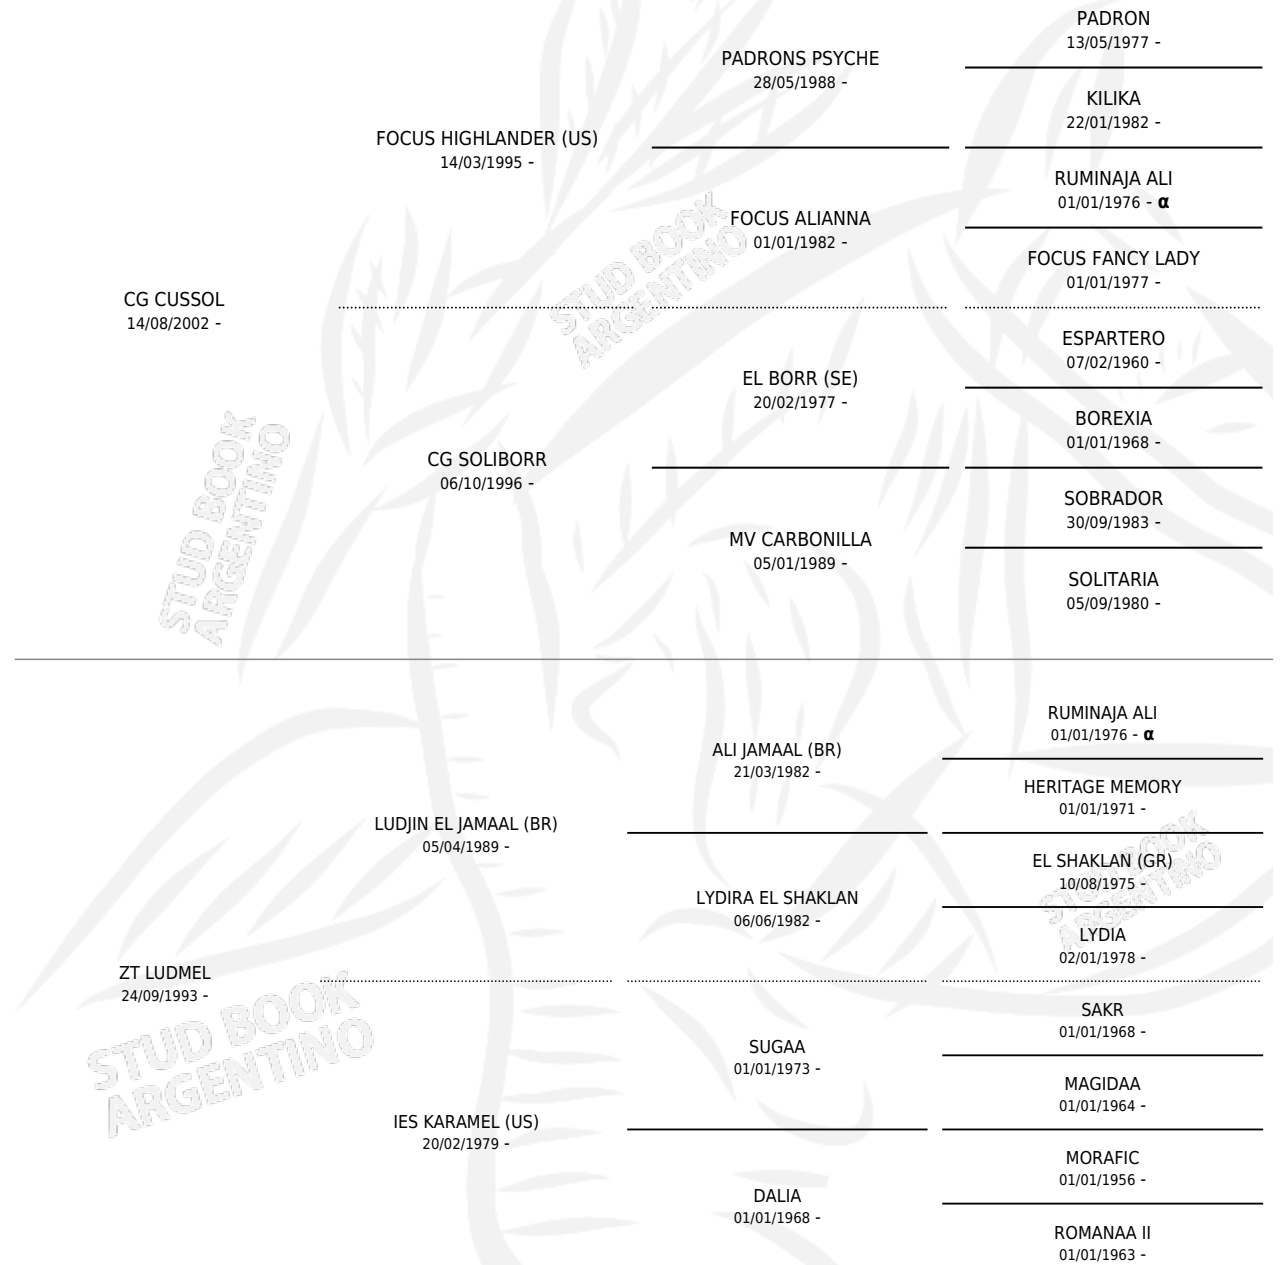 PADRON
13/05/1977 -
PADRONS PSYCHE
28/05/1988 -
KILIKA
22/01/1982 -
FOCUS HIGHLANDER (US)
14/03/1995 -
RUMINAJA ALI
01/01/1976 - α
FOCUS ALIANNA
01/01/1982 -
FOCUS FANCY LADY
01/01/1977 -
CG CUSSOL
14/08/2002 -
STUD BOOK
ARGENTINO
ESPARTERO
07/02/1960 -
EL BORR (SE)
20/02/1977 -
BOREXIA
01/01/1968 -
CG SOLIBORR
06/10/1996 -
SOBRADOR
30/09/1983 -
MV CARBONILLA
05/01/1989 -
SOLITARIA
05/09/1980 -
STUD BOOK
ARGENTINO
RUMINAJA ALI
01/01/1976 - α
ALI JAMAAL (BR)
21/03/1982 -
HERITAGE MEMORY
01/01/1971 -
LUDJIN EL JAMAAL (BR)
05/04/1989 -
EL SHAKLAN (GR)
10/08/1975 -
STUD BOOK
ARGENTINO
LYDIRA EL SHAKLAN
06/06/1982 -
LYDIA
02/01/1978 -
ZT LUDMEL
24/09/1993 -
STUD BOOK
ARGENTINO
SAKR
01/01/1968 -
SUGAA
01/01/1973 -
MAGIDAA
01/01/1964 -
IES KARAMEL (US)
20/02/1979 -
MORAFIC
01/01/1956 -
DALIA
01/01/1968 -
ROMANAA II
01/01/1963 -